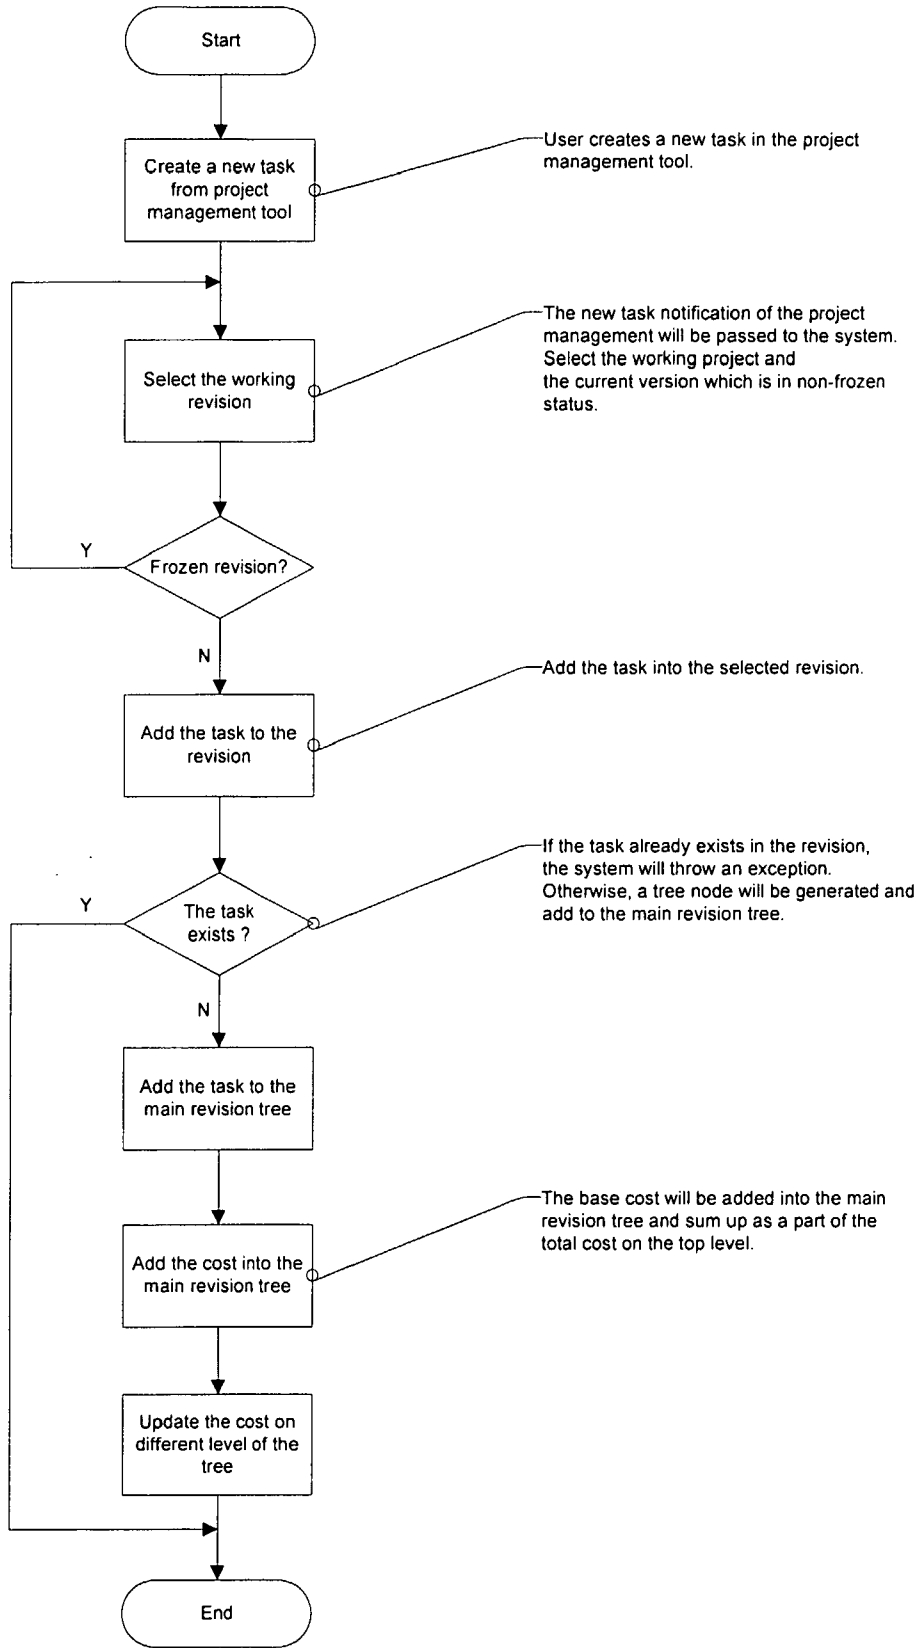 Start
Create a new task
from project
management tool
User creates a new task in the project
management tool.
Select the working
revision
The new task notification of the project
management will be passed to the system.
Select the working project and
the current version which is in non-frozen
status.
Frozen revision?
Y
N
Add the task to the
revision
Add the task into the selected revision.
The task
exists ?
If the task already exists in the revision,
the system will throw an exception.
Otherwise, a tree node will be generated and
add to the main revision tree.
Y
N
Add the task to the
main revision tree
Add the cost into the
main revision tree
The base cost will be added into the main
revision tree and sum up as a part of the
total cost on the top level.
Update the cost on
different level of the
tree
End